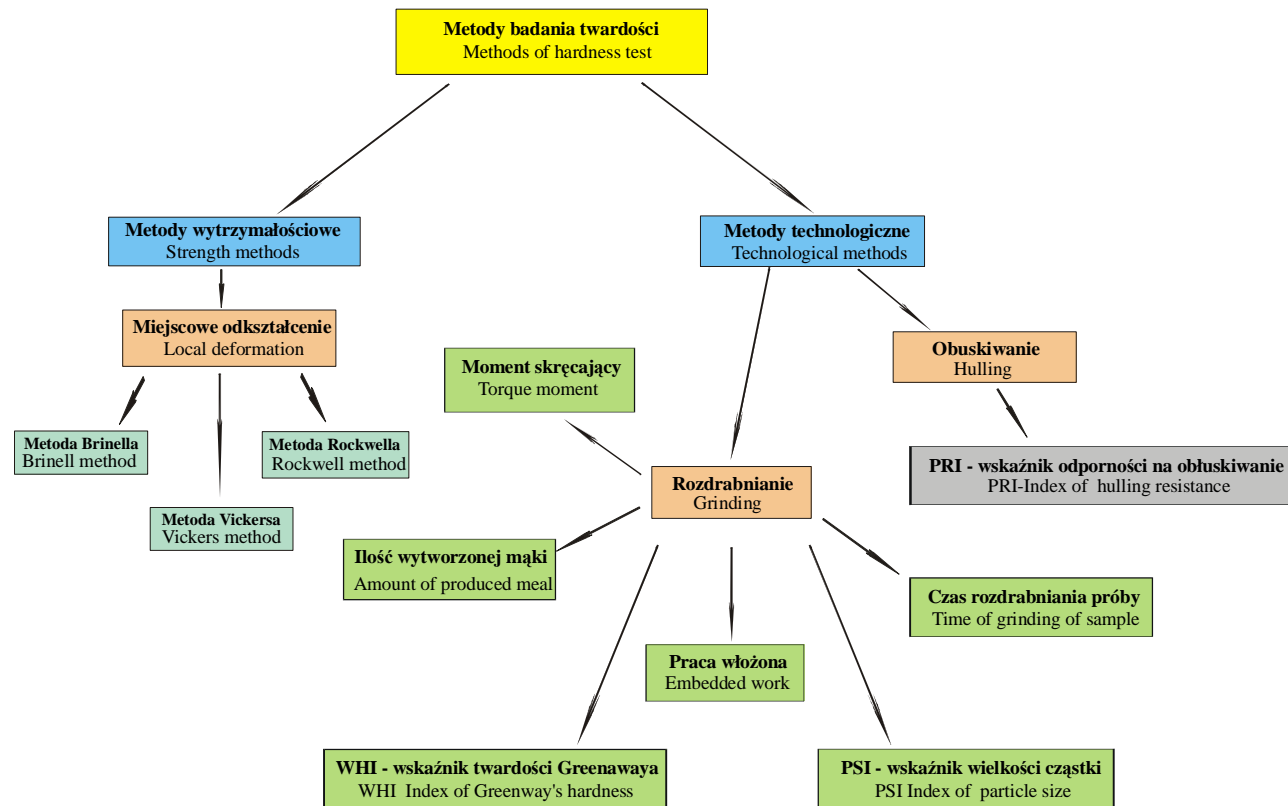 Metody badania twardości
Methods of hardness test
Metody wytrzymałościowe
Strength methods
Metody technologiczne
Technological methods
Miejscowe odkształcenie
Local deformation
Obuskiwanie
Hulling
Moment skręcający
Torque moment
Metoda Brinella
Brinell method
Metoda Rockwella
Rockwell method
PRI - wskaźnik odporności na obłuskiwanie
PRI-Index of hulling resistance
Rozdrabnianie
Grinding
Metoda Vickersa
Vickers method
Ilość wytworzonej mąki
Amount of produced meal
Czas rozdrabniania próby
Time of grinding of sample
Praca włożona
Embedded work
WHI - wskaźnik twardości Greenawaya
WHI Index of Greenway's hardness
PSI - wskaźnik wielkości cząstki
PSI Index of particle size